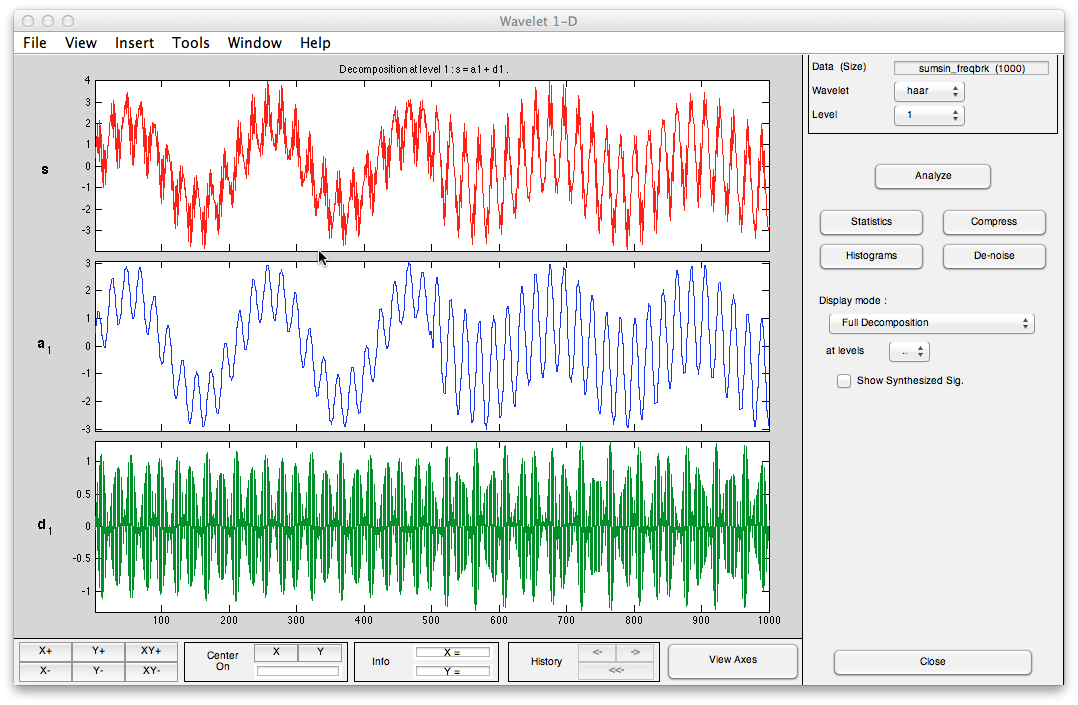 Wavelet 1-D
File View Insert Tools Window Help
Decomposition at level 1 : s = a1 + d1 .
4
3
2
1
0
-1
-2
-3
s
3
2
1
0
-1
-2
-3
a1
1
0.5
0
-0.5
-1
d1
100 200 300 400 500 600 700 800 900 1000
Data (Size) sumsin_freqbrk (1000)
Wavelet haar
Level 1
Analyze
Statistics Compress
Histograms De-noise
Display mode :
Full Decomposition
at levels ..
Show Synthesized Sig.
X+ Y+ XY+
X- Y- XY-
Center
On
X Y
Info
X =
Y =
History
<- ->
<<-
View Axes
Close